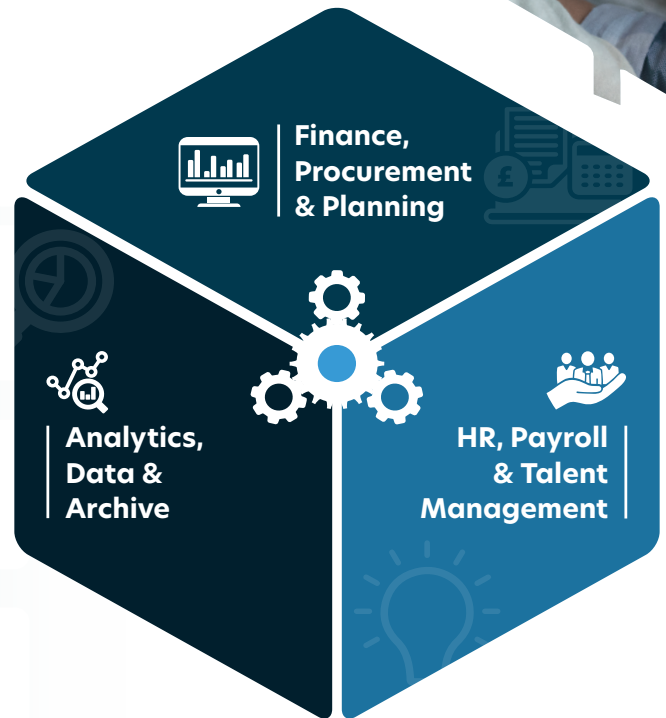 Finance,
Procurement
& Planning
£
Analytics,
Data &
Archive
HR, Payroll
& Talent
Management